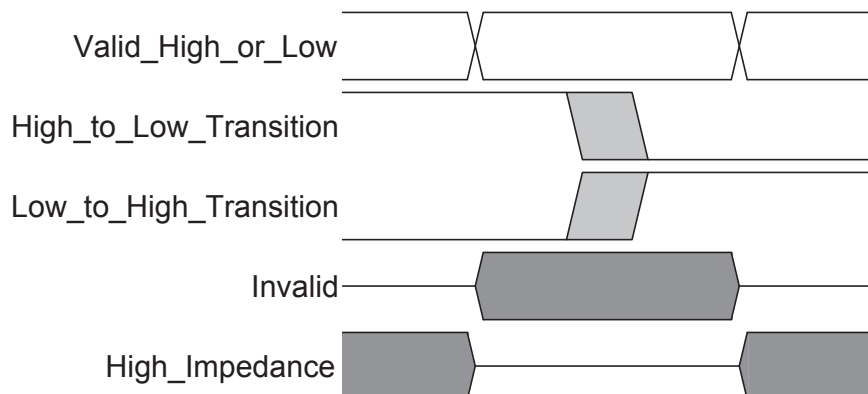 Valid_High_or_Low
High_to_Low_Transition
Low_to_High_Transition
Invalid
High_Impedance